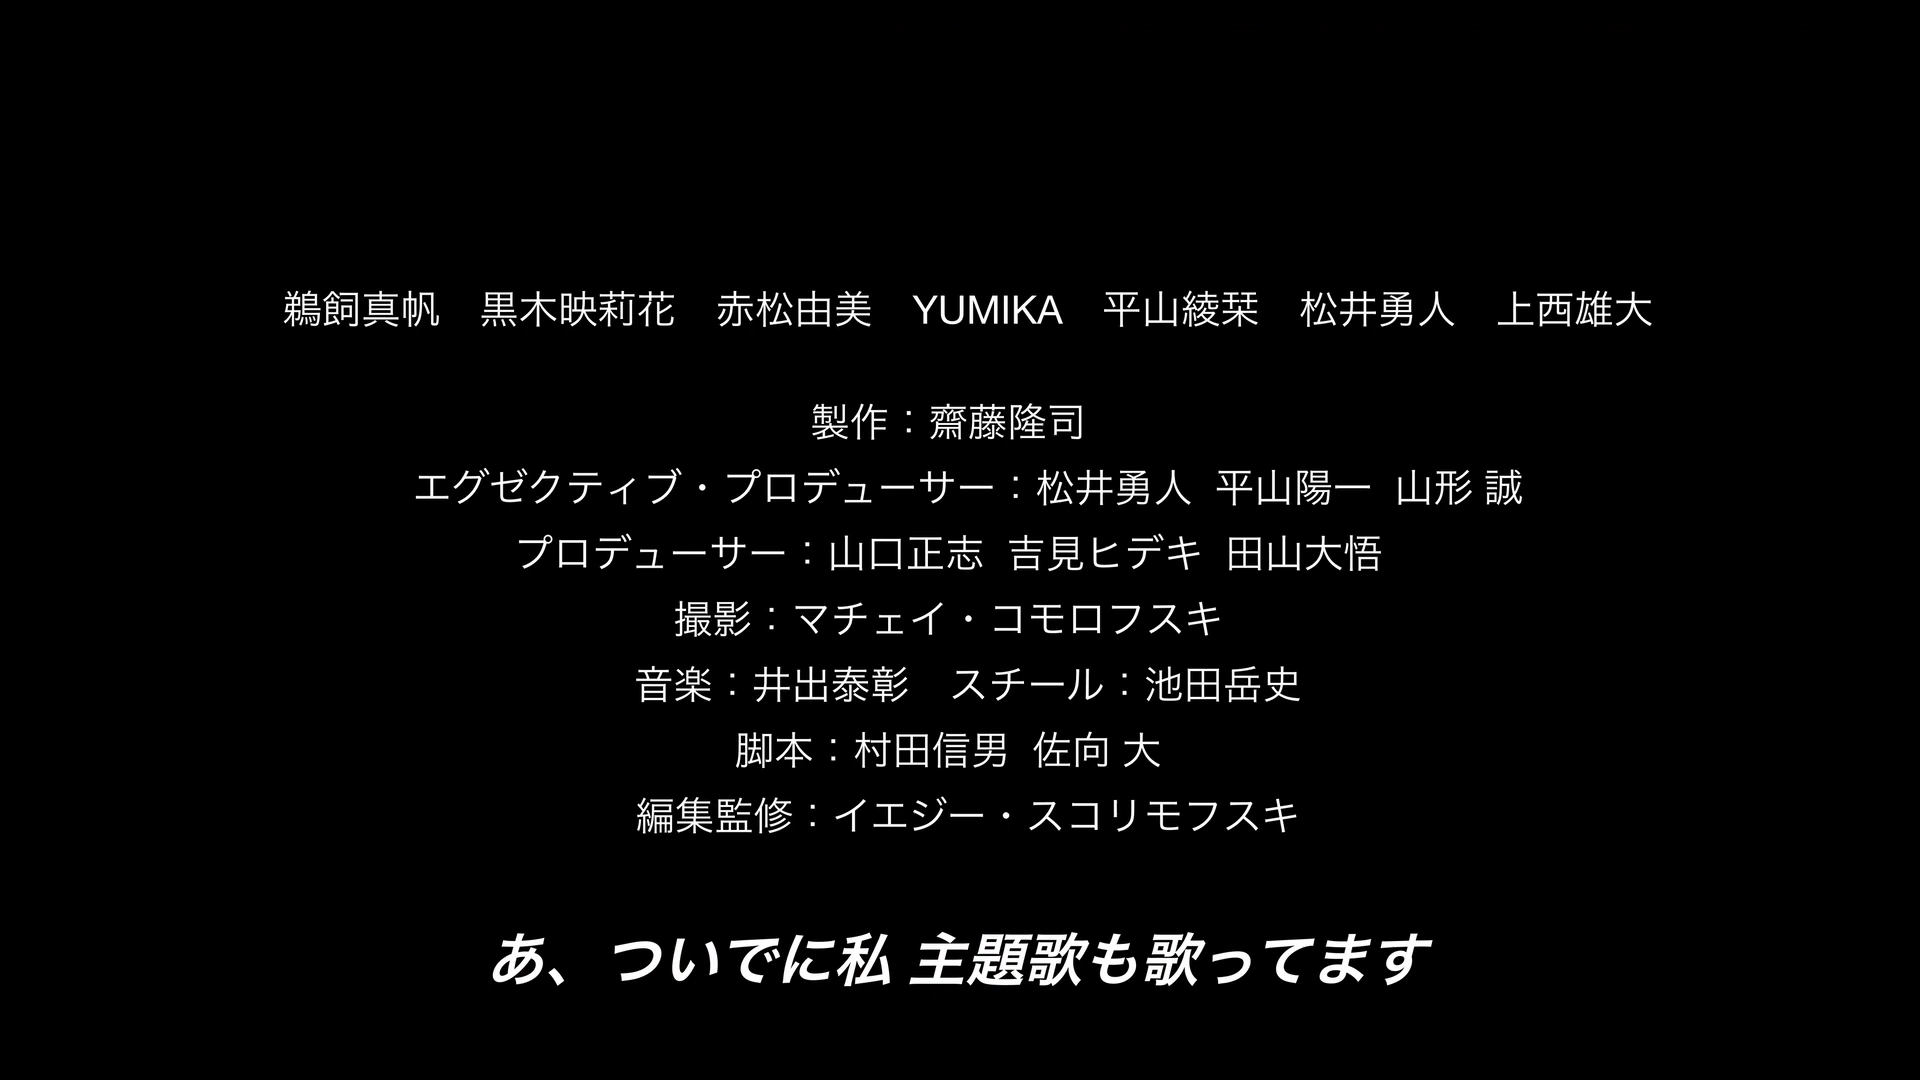 鵜飼真帆　黒木映莉花　赤松由美　YUMIKA　平山綾栞　松井勇人　上西雄大
製作：齋藤隆司
エグゼクティブ・プロデューサー：松井勇人 平山陽一 山形 誠
プロデューサー：山口正志 吉見ヒデキ 田山大悟
撮影：マチェイ・コモロフスキ
音楽：井出泰彰　スチール：池田岳史
脚本：村田信男 佐向 大
編集監修：イエジー・スコリモフスキ
あ、ついでに私 主題歌も歌ってます